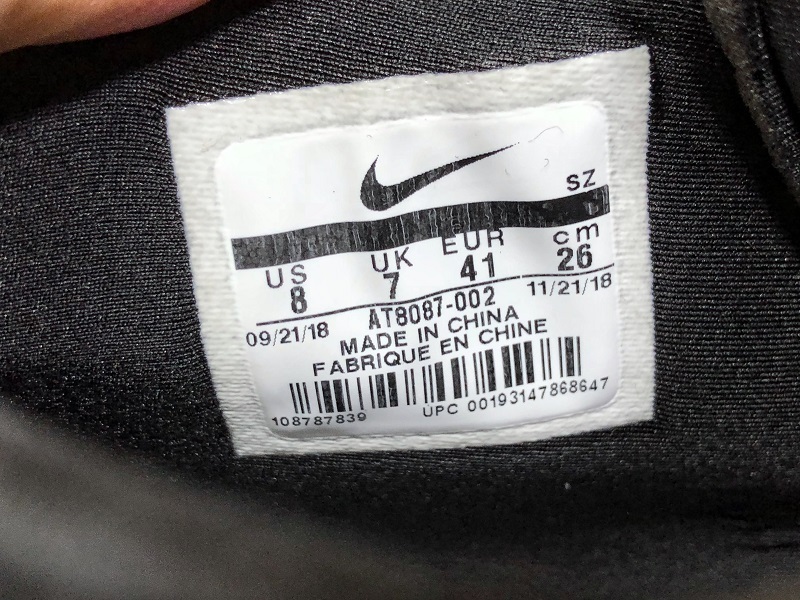 SZ
US UK EUR cm
8 7 41 26
09/21/18 AT8087-002 11/21/18
MADE IN CHINA
FABRIQUE EN CHINE
108787839 UPC 00193147868647